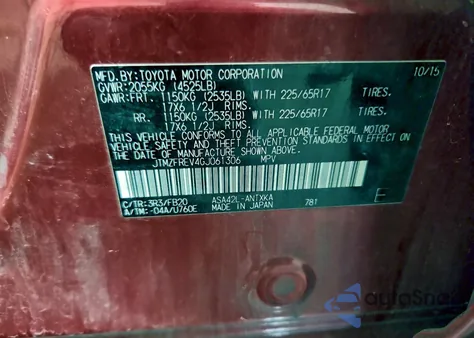 MFD.BY:TOYOTA MOTOR CORPORATION 10/15
GVWR:2055KG (4525LB)
GAWR:FRT. 1150KG (2535LB) WITH 225/65R17 TIRES.
17X6 1/2J RIMS.
RR. 1150KG (2535LB) WITH 225/65R17 TIRES.
17X6 1/2J RIMS.
THIS VEHICLE CONFORMS TO ALL APPLICABLE FEDERAL MOTOR
VEHICLE SAFETY STANDARDS IN EFFECT ON
THE DATE OF MANUFACTURE SHOWN ABOVE.
JTMZFREV4GJ061306 MPV
C/TR:3R3/FB20 ASA42L-ANTXKA 781 E
A/TM:-04A/U760E MADE IN JAPAN